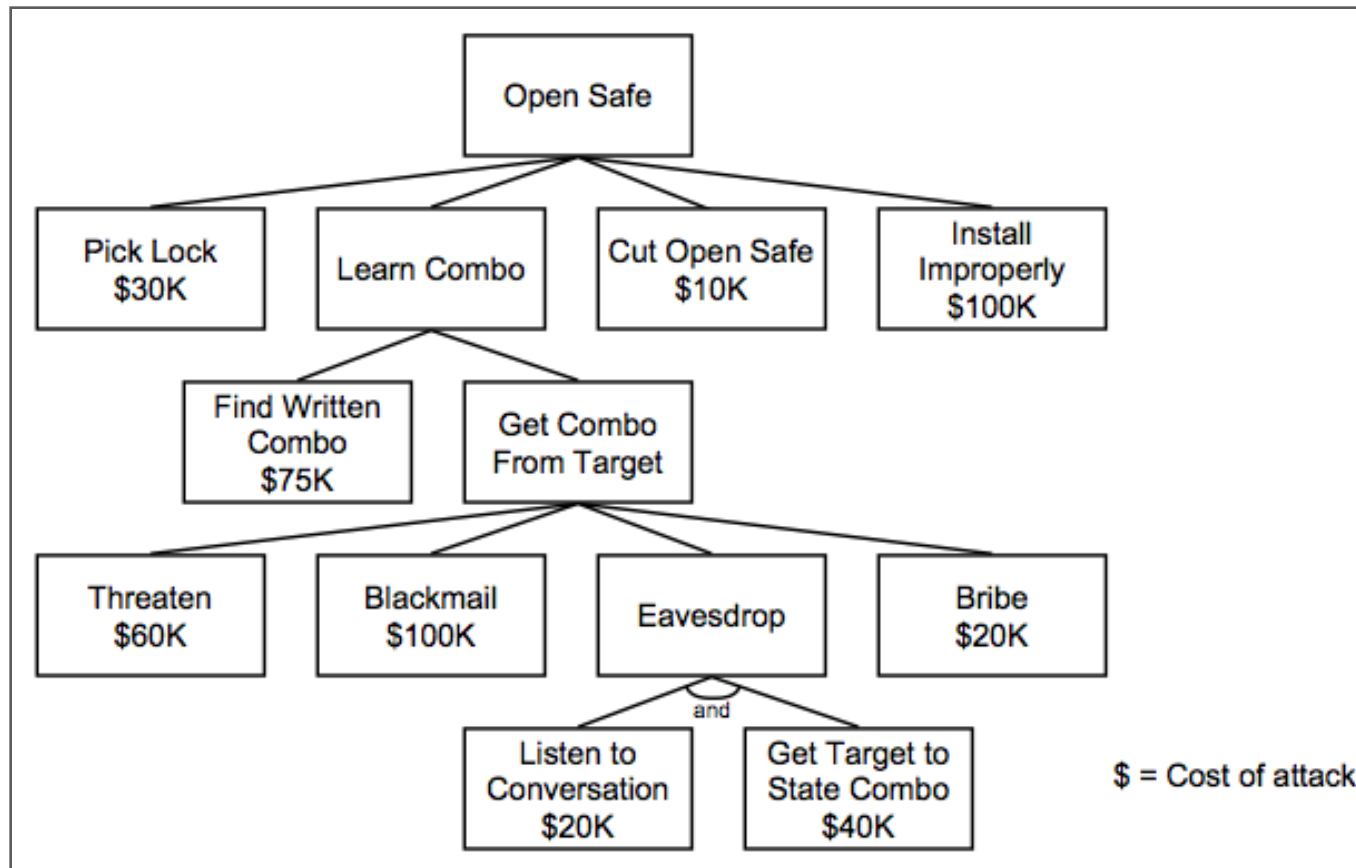 Open Safe
Pick Lock
$30K
Learn Combo
Cut Open Safe
$10K
Install
Improperly
$100K
Find Written
Combo
$75K
Get Combo
From Target
Threaten
$60K
Blackmail
$100K
Eavesdrop
Bribe
$20K
and
Listen to
Conversation
$20K
Get Target to
State Combo
$40K
$ = Cost of attack